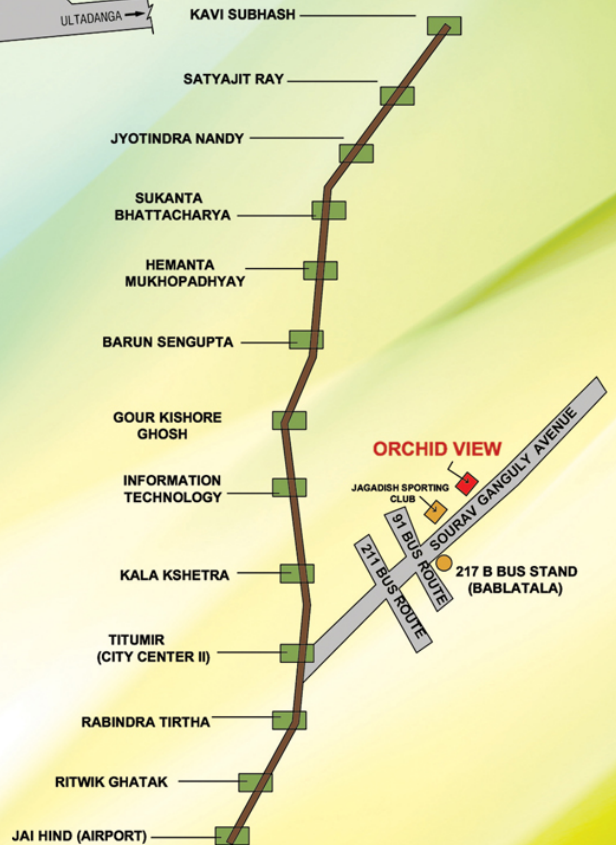 ULTADANGA
KAVI SUBHASH
SATYAJIT RAY
JYOTINDRA NANDY
SUKANTA
BHATTACHARYA
HEMANTA
MUKHOPADHYAY
BARUN SENGUPTA
GOUR KISHORE
GHOSH
INFORMATION
TECHNOLOGY
KALA KSHETRA
TITUMIR
(CITY CENTER II)
RABINDRA TIRTHA
RITWIK GHATAK
JAI HIND (AIRPORT)
ORCHID VIEW
JAGADISH SPORTING
CLUB
SOURAV GANGULY AVENUE
91 BUS ROUTE
211 BUS ROUTE
217 B BUS STAND
(BABLATALA)